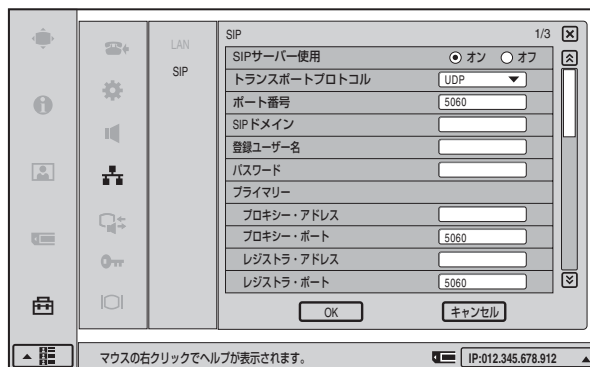 LAN
SIP
SIP 1/3
SIPサーバー使用 オン オフ
トランスポートプロトコル UDP
ポート番号 5060
SIPドメイン
登録ユーザー名
パスワード
プライマリー
プロキシー・アドレス
プロキシー・ポート 5060
レジストラ・アドレス
レジストラ・ポート 5060
OK キャンセル
マウスの右クリックでヘルプが表示されます。 IP:012.345.678.912